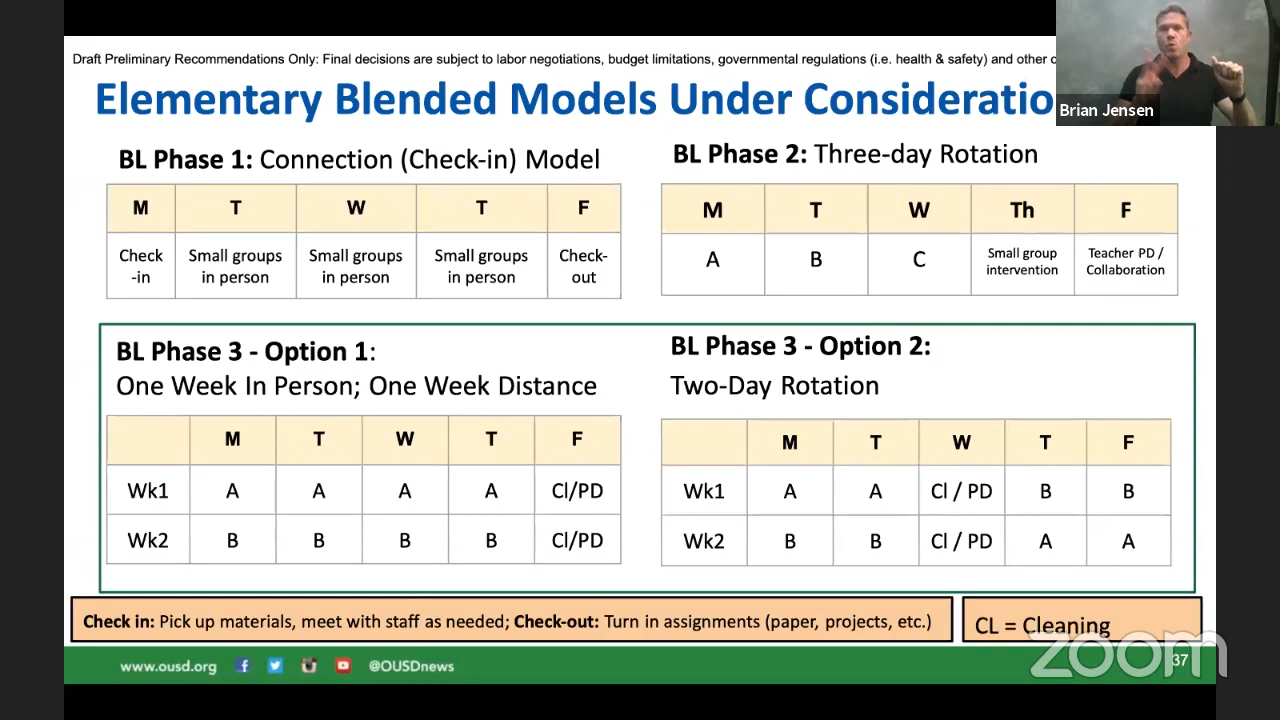 Draft Preliminary Recommendations Only: Final decisions are subject to labor negotiations, budget limitations, governmental regulations (i.e. health & safety) and other
Elementary Blended Models Under Consideratio
Brian Jensen
BL Phase 1: Connection (Check-in) Model
M T W T F
Check
-in
Small groups
in person
Small groups
in person
Small groups
in person
Check-
out
BL Phase 2: Three-day Rotation
M T W Th F
A B C
Small group
intervention
Teacher PD /
Collaboration
BL Phase 3 - Option 1:
One Week In Person; One Week Distance
M T W T F
Wk1 A A A A Cl/PD
Wk2 B B B B Cl/PD
BL Phase 3 - Option 2:
Two-Day Rotation
M T W T F
Wk1 A A Cl / PD B B
Wk2 B B Cl / PD A A
Check in: Pick up materials, meet with staff as needed; Check-out: Turn in assignments (paper, projects, etc.)
CL = Cleaning
www.ousd.org @OUSDnews
zoom
37